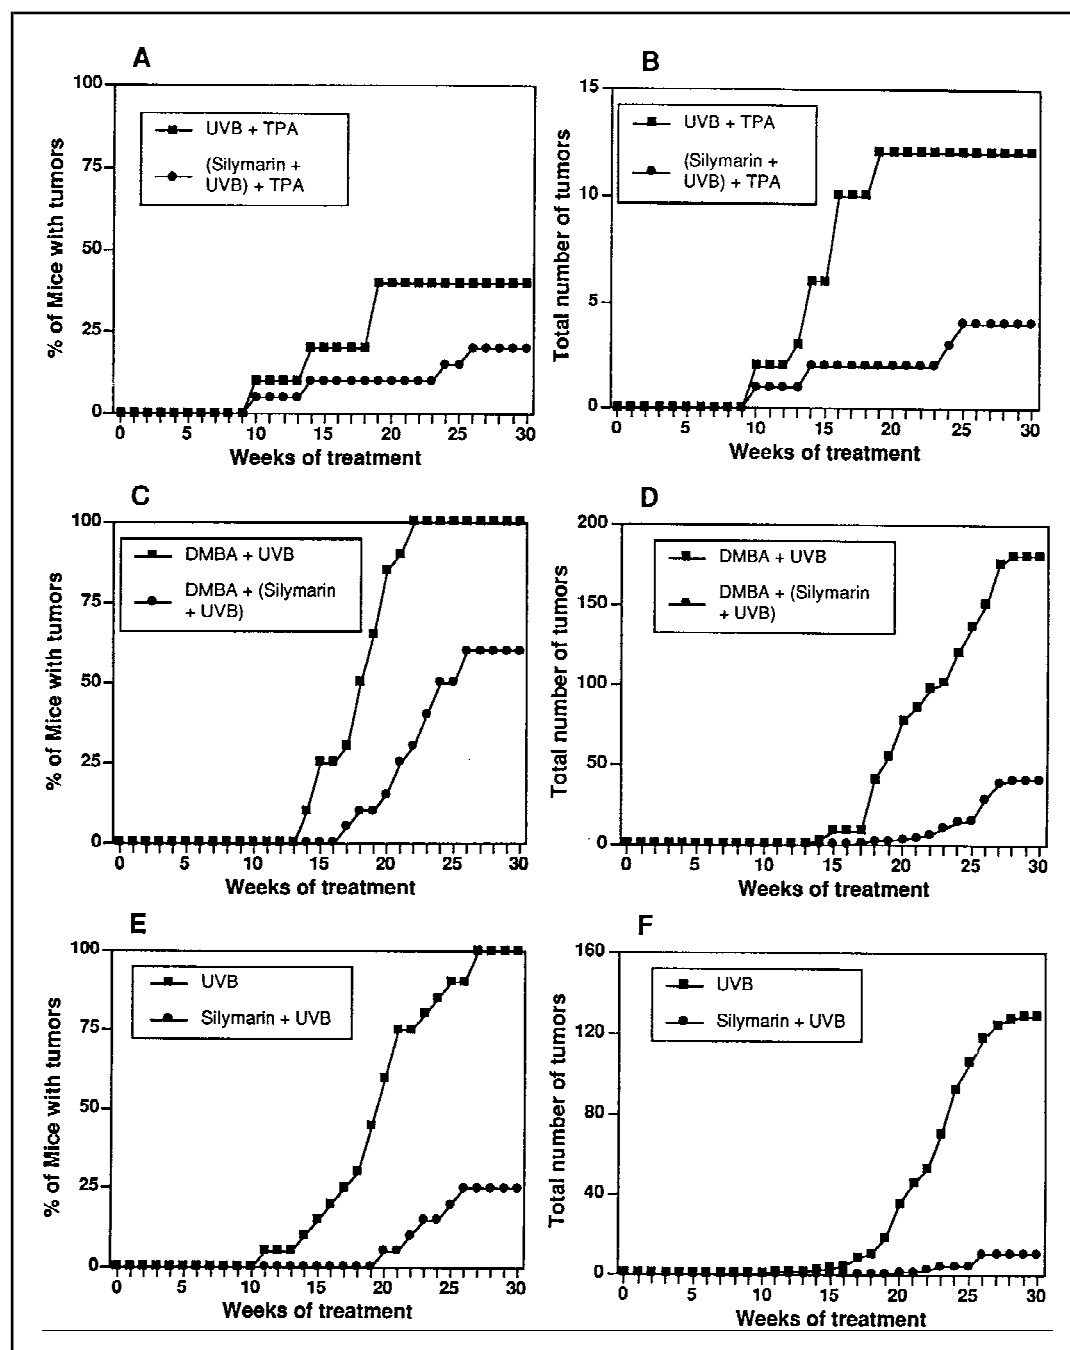 A
100
75
50
25
0
% of Mice with tumors
UVB + TPA
(Silymarin +
UVB) + TPA
0 5 10 15 20 25 30
Weeks of treatment
B
15
10
5
0
Total number of tumors
UVB + TPA
(Silymarin +
UVB) + TPA
0 5 10 15 20 25 30
Weeks of treatment
C
100
75
50
25
0
% of Mice with tumors
DMBA + UVB
DMBA + (Silymarin
+ UVB)
0 5 10 15 20 25 30
Weeks of treatment
D
200
150
100
50
0
Total number of tumors
DMBA + UVB
DMBA + (Silymarin
+ UVB)
0 5 10 15 20 25 30
Weeks of treatment
E
100
75
50
25
0
% of Mice with tumors
UVB
Silymarin + UVB
0 5 10 15 20 25 30
Weeks of treatment
F
160
120
80
40
0
Total number of tumors
UVB
Silymarin + UVB
0 5 10 15 20 25 30
Weeks of treatment